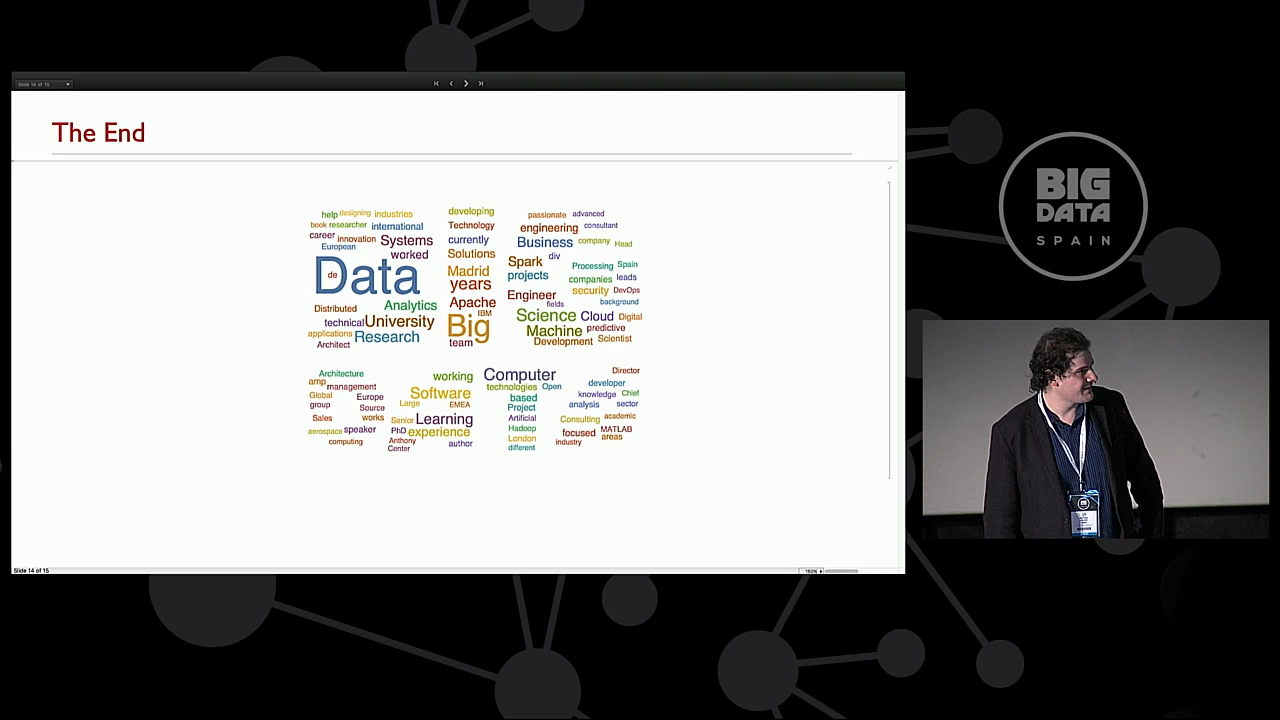 Slide 14 of 15
The End
help designing industries
book researcher international
career innovation Systems
European worked
Data
de
Distributed Analytics
technical University
applications Research
Architect
developing
Technology
currently
Solutions
Madrid
years
Apache
IBM
Big
team
passionate advanced
engineering consultant
Business company Head
Spark div
projects Processing Spain
companies leads
Engineer security DevOps
fields background
Science Cloud Digital
Machine predictive
Development Scientist
Architecture
amp management
Global Europe
group Source
Sales works
aerospace speaker
computing
working
Software
Large EMEA
Senior Learning
PhD experience
Anthony author
Center
Computer
technologies Open
based
Project
Artificial
Hadoop
London
different
Director
developer
knowledge Chief
analysis sector
Consulting academic
focused MATLAB
industry areas
Slide 14 of 15
160%
BIG
DATA
SPAIN